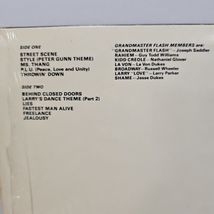 SIDE ONE
STREET SCENE
STYLE (PETER GUNN THEME)
MS. THANG
P.L.U. (Peace, Love and Unity)
THROWIN' DOWN
SIDE TWO
BEHIND CLOSED DOORS
LARRY'S DANCE THEME (Part 2)
LIES
FASTEST MAN ALIVE
FREELANCE
JEALOUSY
GRANDMASTER FLASH MEMBERS are:
"GRANDMASTER FLASH" – Joseph Saddler
RAHIEM – Guy Todd Williams
KIDD CREOLE – Nathaniel Glover
LA VON – La Von Dukes
BROADWAY – Russell Wheeler
LARRY "LOVE" – Larry Parker
SHAME – Jesse Dukes